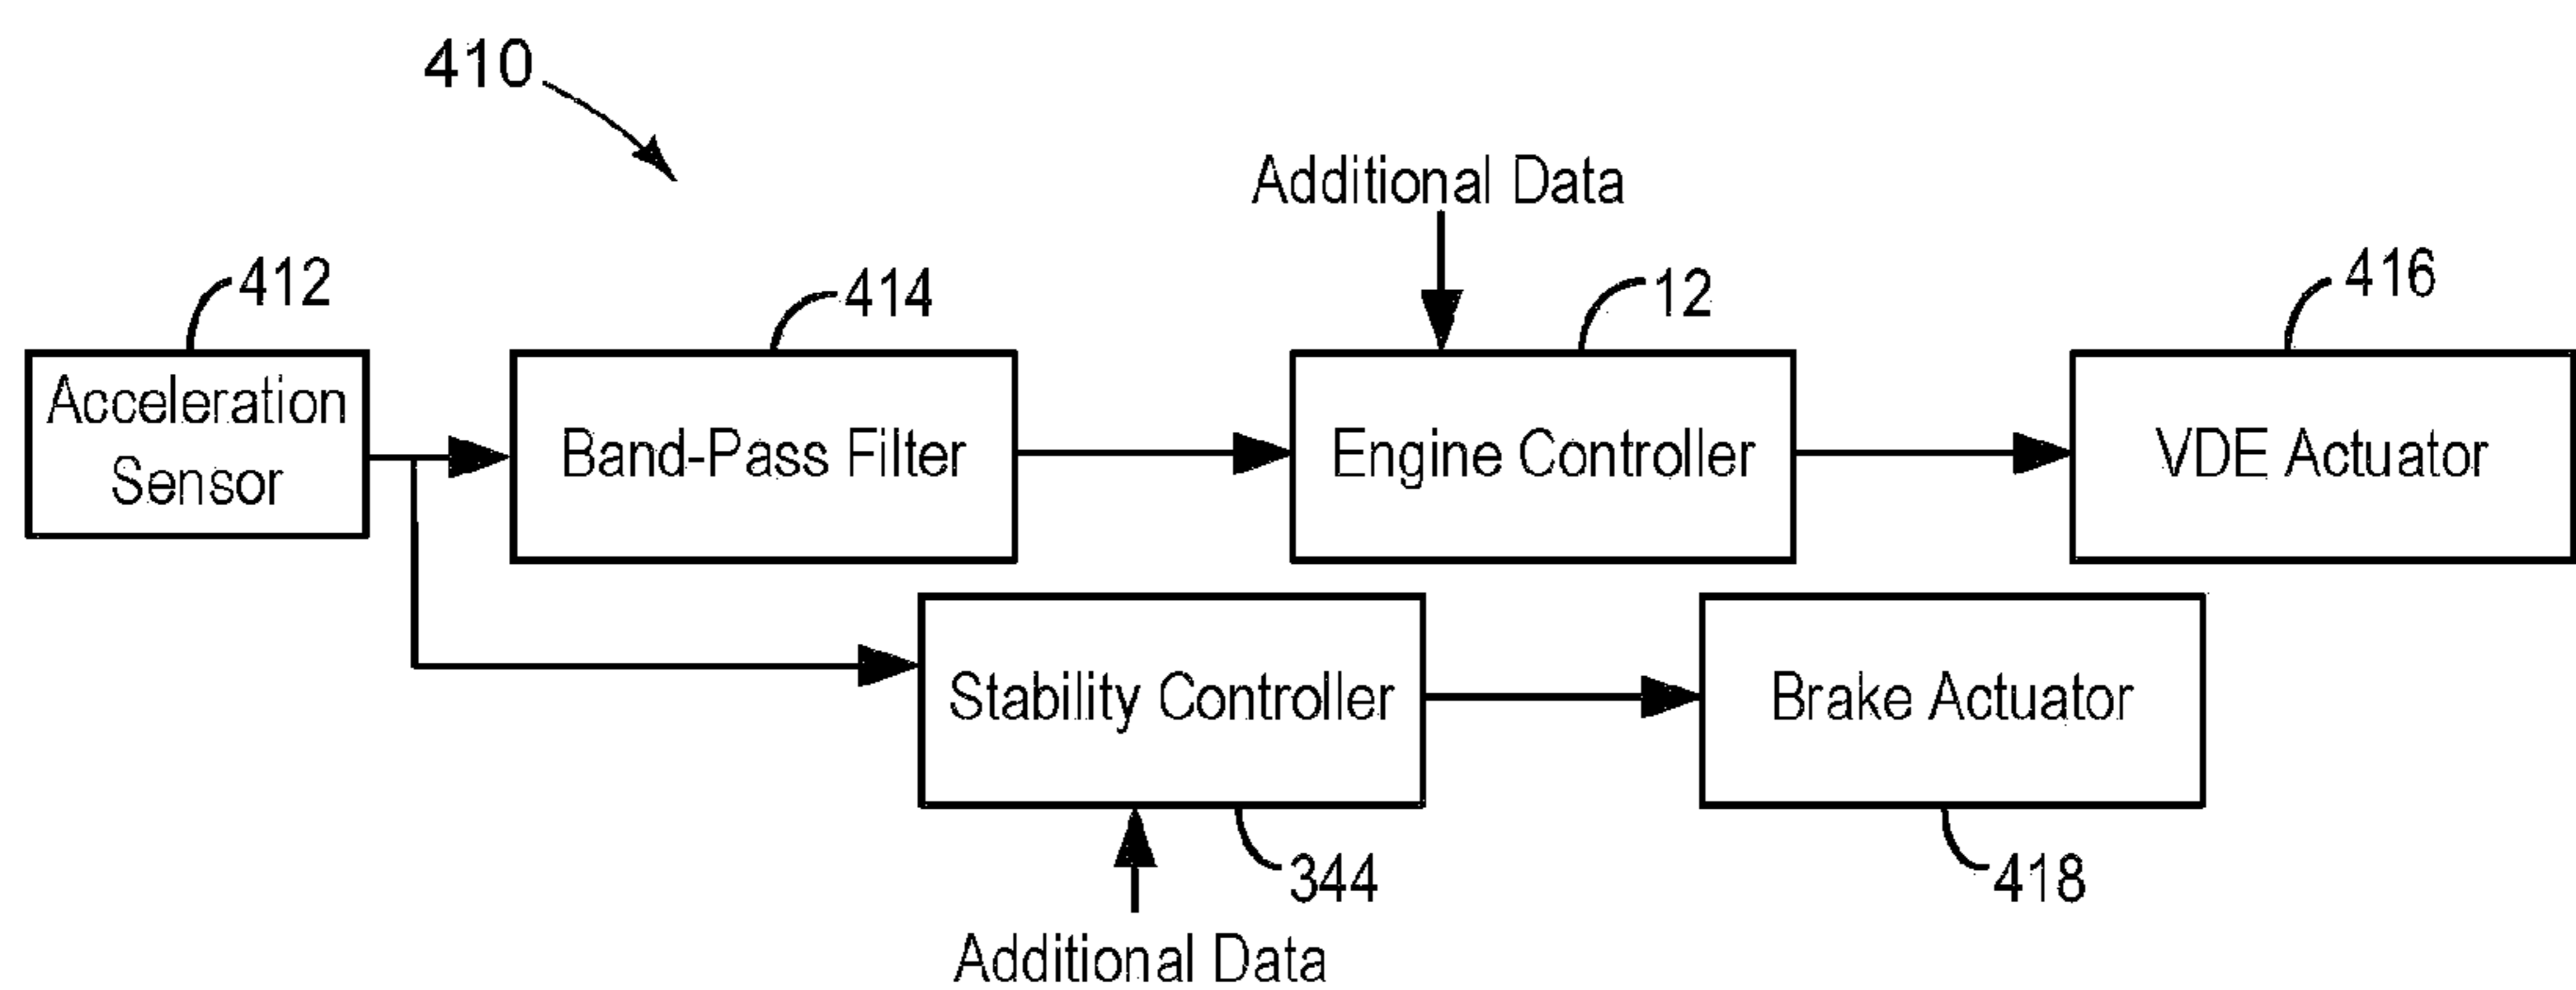 410
Additional Data
412
414
12
416
Acceleration
Sensor
Band-Pass Filter
Engine Controller
VDE Actuator
Stability Controller
Brake Actuator
344
418
Additional Data